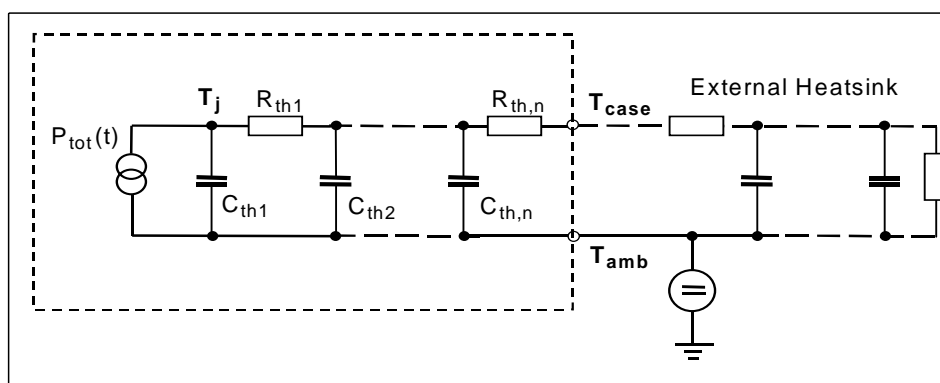 T_j
R_th1
R_th,n
T_case
External Heatsink
P_tot(t)
C_th1
C_th2
C_th,n
T_amb